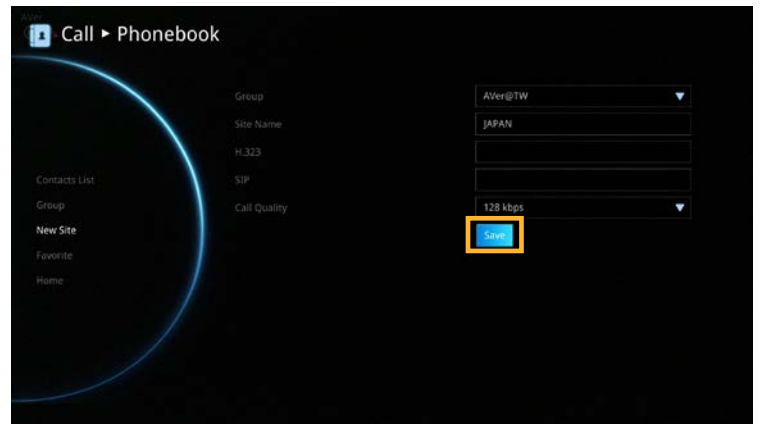 AVer
Call ► Phonebook
Group
AVer@TW
Site Name
JAPAN
H.323
SIP
Call Quality
128 kbps
Save
Contacts List
Group
New Site
Favorite
Home